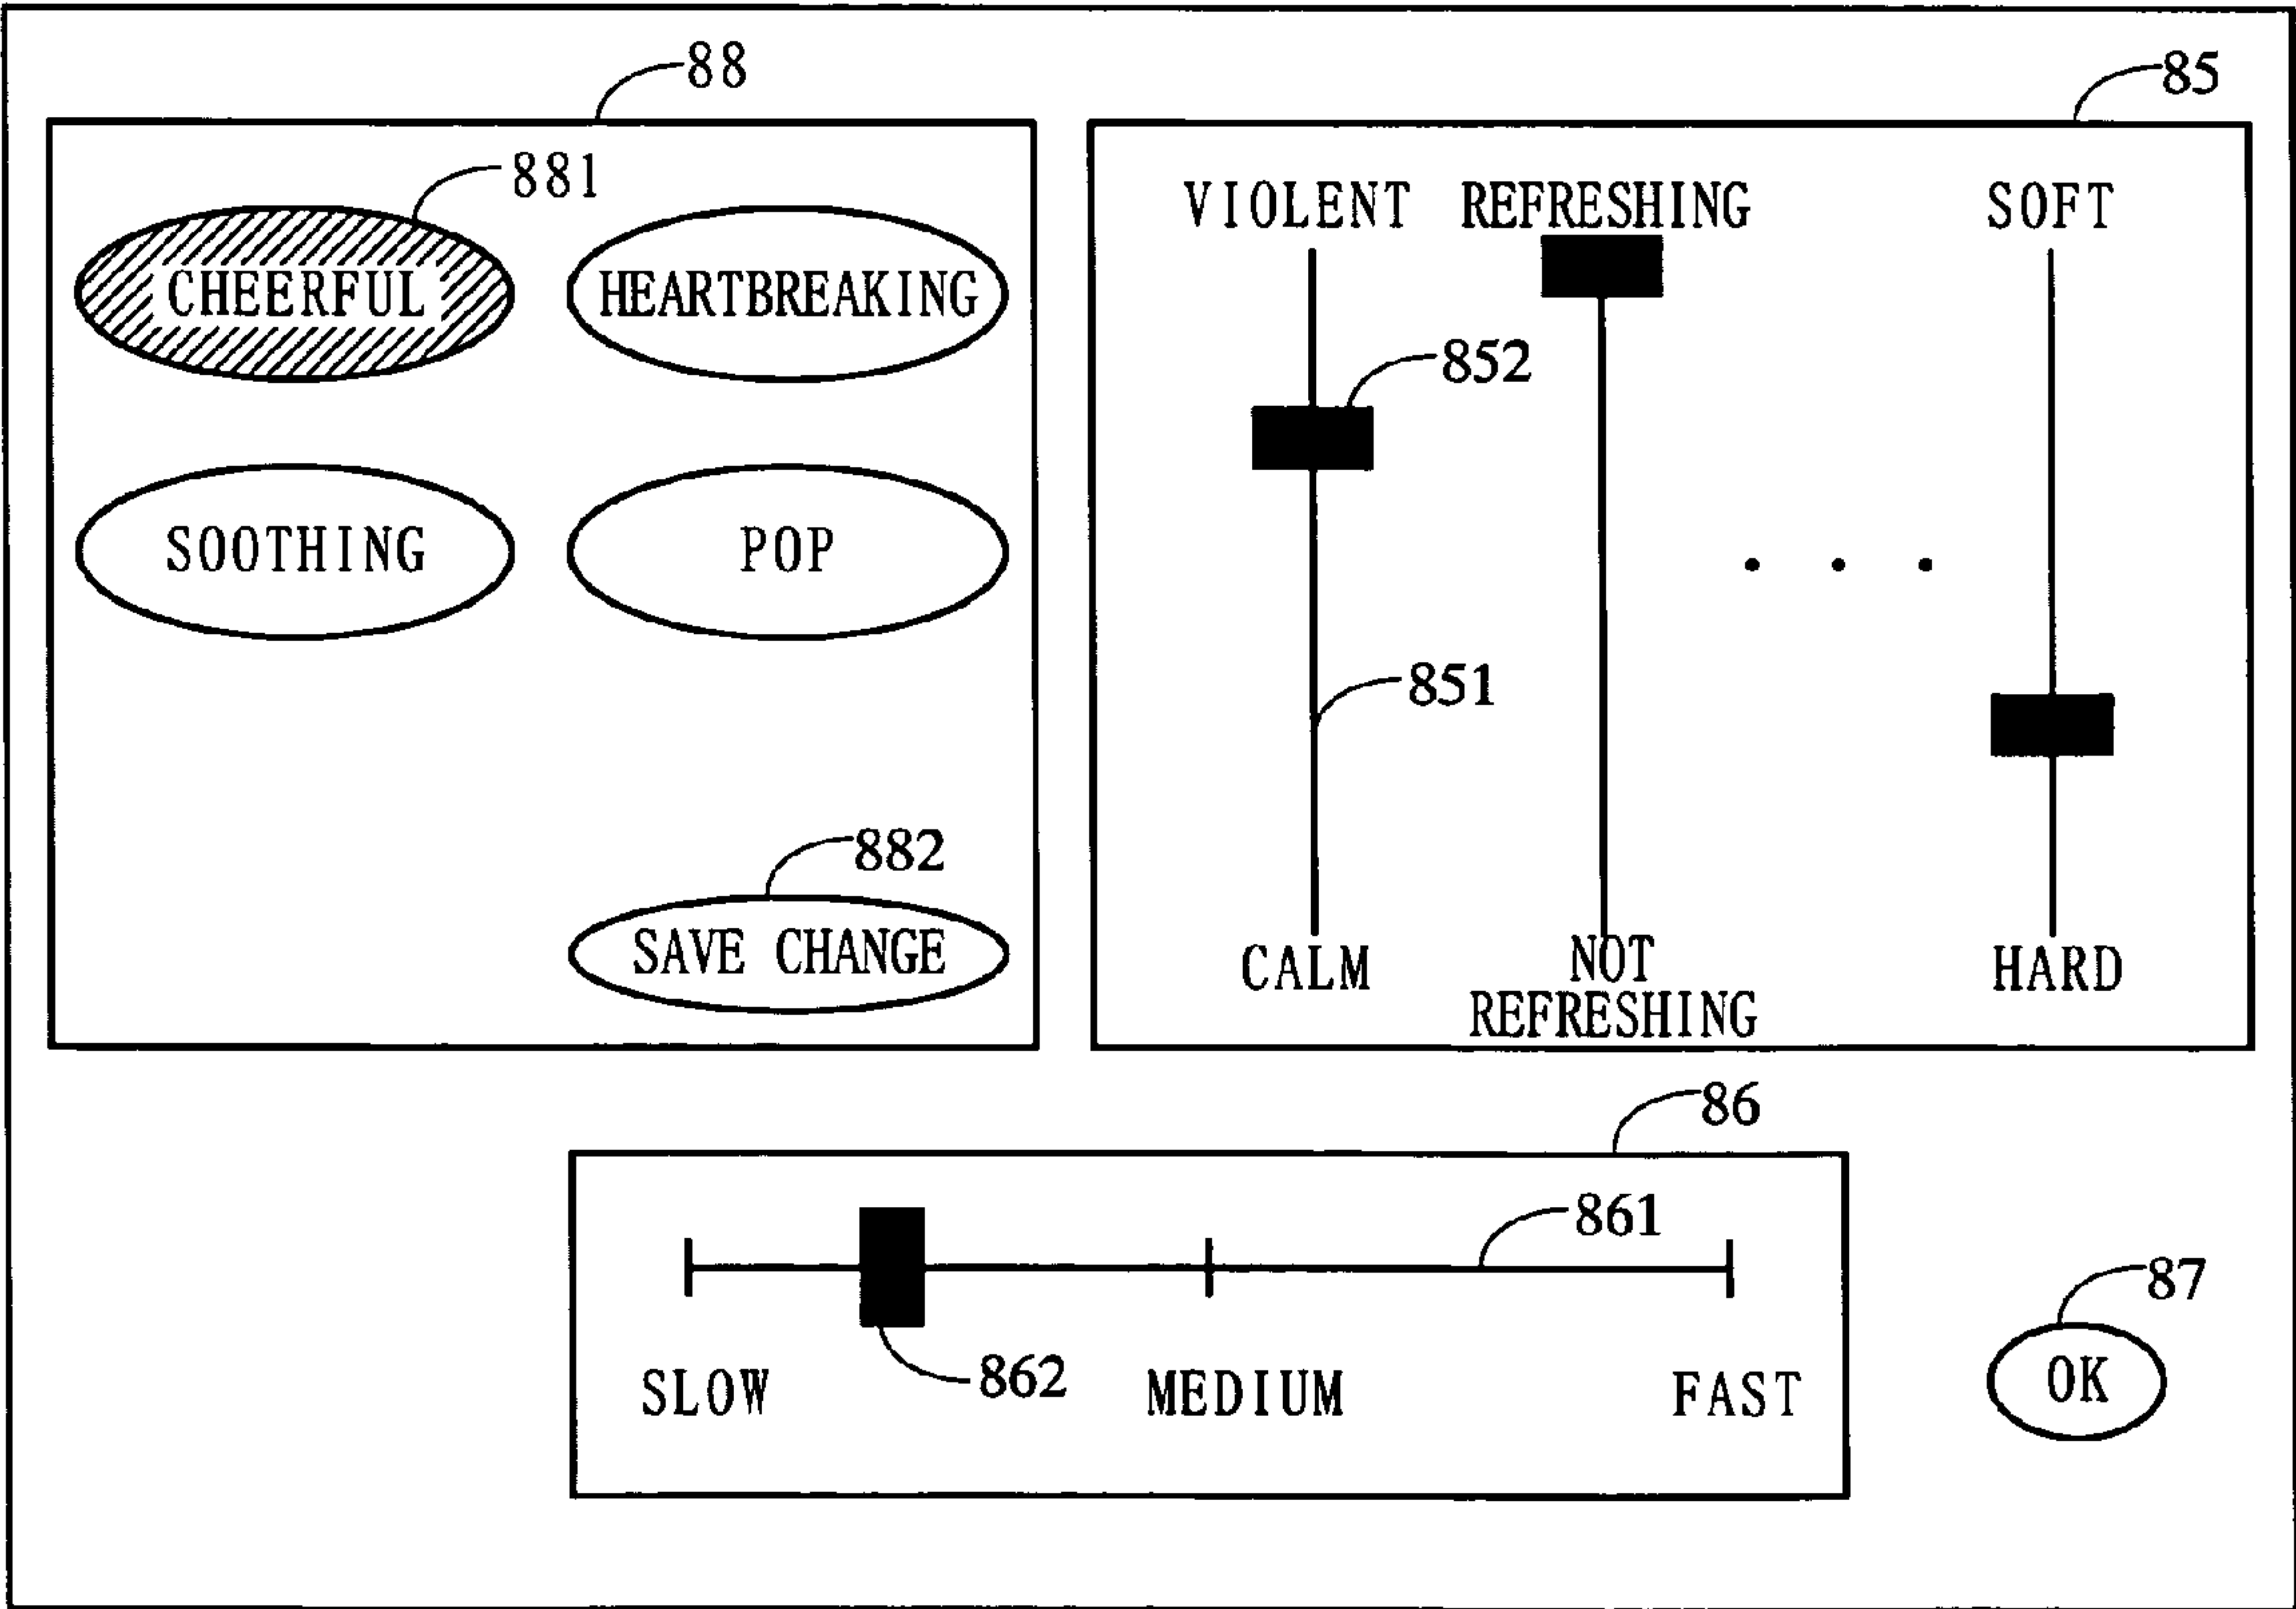 88
85
881
VIOLENT REFRESHING SOFT
CHEERFUL HEARTBREAKING
852
SOOTHING POP
851
882
SAVE CHANGE
CALM NOT REFRESHING HARD
86
861
87
862
SLOW MEDIUM FAST
OK